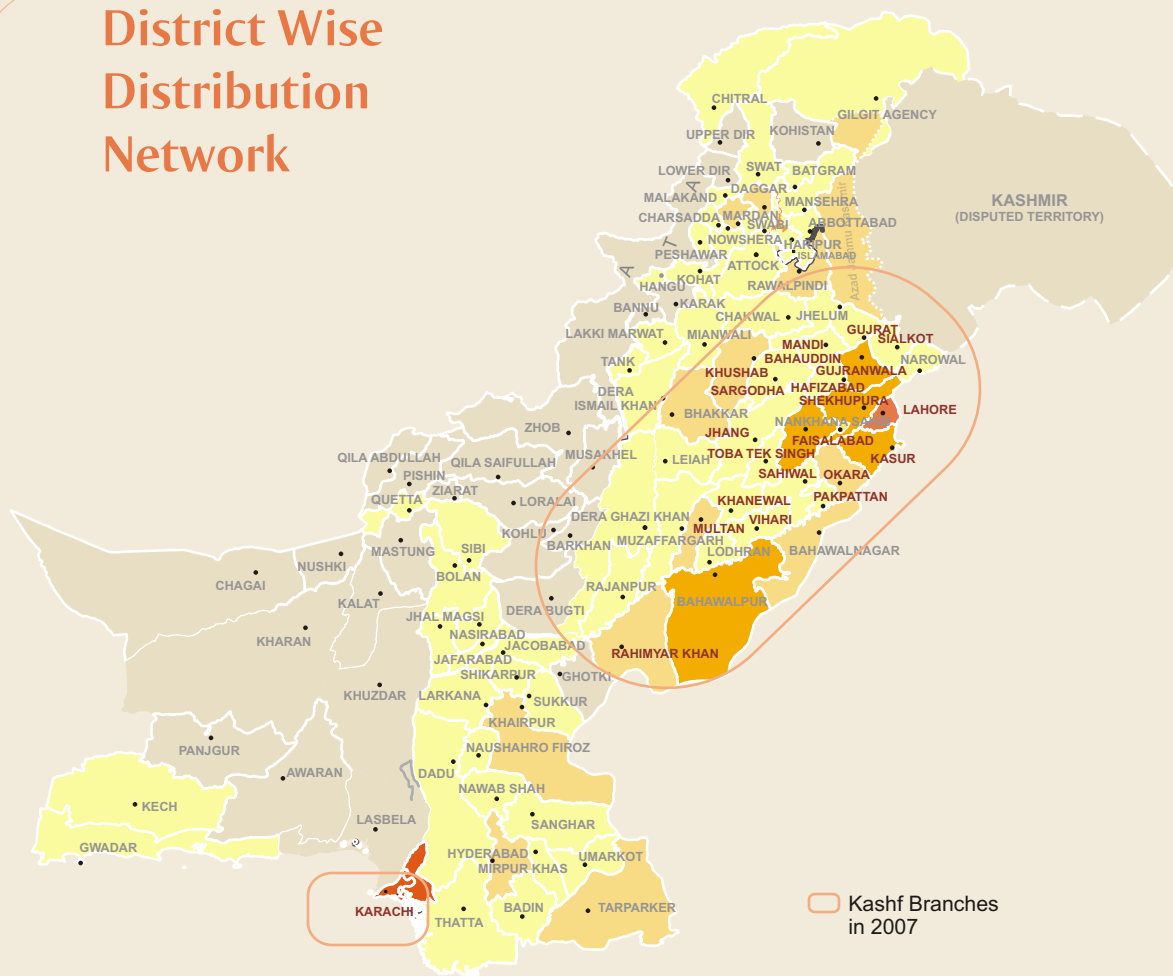 District Wise
Distribution
Network
CHITRAL
GILGIT AGENCY
UPPER DIR
KOHISTAN
LOWER DIR
SWAT
BATGRAM
MALAKAND
DAGGAR
MANSEHRA
KASHMIR
(DISPUTED TERRITORY)
CHARSADDA
MARDAN
SWABI
ABBOTTABAD
NOWSHERA
HARIPUR
PESHAWAR
ISLAMABAD
ATTOCK
F A T A
KOHAT
HANGU
RAWALPINDI
Azad Jammu Kashmir
BANNU
KARAK
CHAKWAL
JHELUM
LAKKI MARWAT
MIANWALI
GUJRAT
SIALKOT
MANDI
BAHAUDDIN
NAROWAL
TANK
KHUSHAB
GUJRANWALA
SARGODHA
HAFIZABAD
DERA
ISMAIL KHAN
SHEKHUPURA
LAHORE
BHAKKAR
NANKHANA SAHIB
ZHOB
JHANG
FAISALABAD
MUSAKHEL
LEIAH
TOBA TEK SINGH
KASUR
QILA ABDULLAH
QILA SAIFULLAH
PISHIN
SAHIWAL
OKARA
ZIARAT
QUETTA
LORALAI
KHANEWAL
PAKPATTAN
DERA GHAZI KHAN
MULTAN
VIHARI
KOHLU
BARKHAN
MUZAFFARGARH
LODHRAN
BAHAWALNAGAR
MASTUNG
SIBI
NUSHKI
BOLAN
CHAGAI
RAJANPUR
KALAT
DERA BUGTI
BAHAWALPUR
JHAL MAGSI
NASIRABAD
KHARAN
JACOBABAD
JAFARABAD
RAHIMYAR KHAN
SHIKARPUR
GHOTKI
KHUZDAR
LARKANA
SUKKUR
KHAIRPUR
PANJGUR
NAUSHAHRO FIROZ
AWARAN
DADU
NAWAB SHAH
KECH
LASBELA
SANGHAR
GWADAR
HYDERABAD
UMARKOT
MIRPUR KHAS
KARACHI
THATTA
BADIN
TARPARKER
Kashf Branches
in 2007